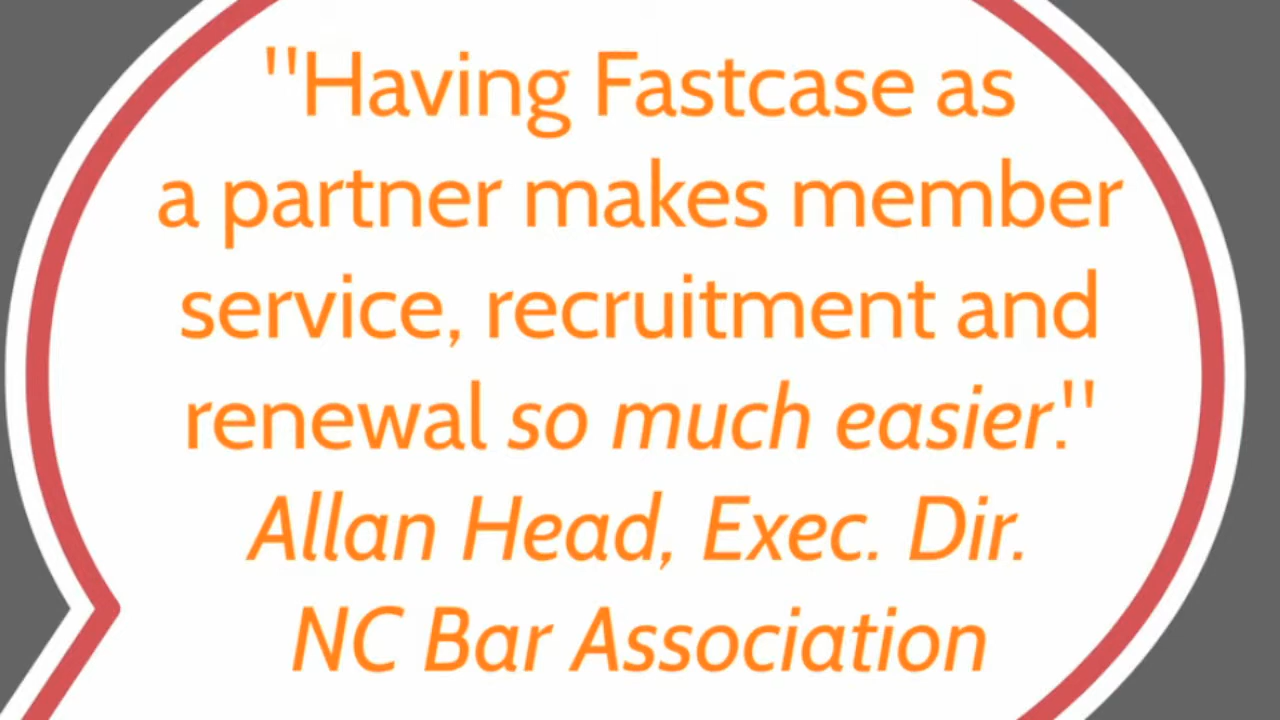 "Having Fastcase as
a partner makes member
service, recruitment and
renewal so much easier."
Allan Head, Exec. Dir.
NC Bar Association